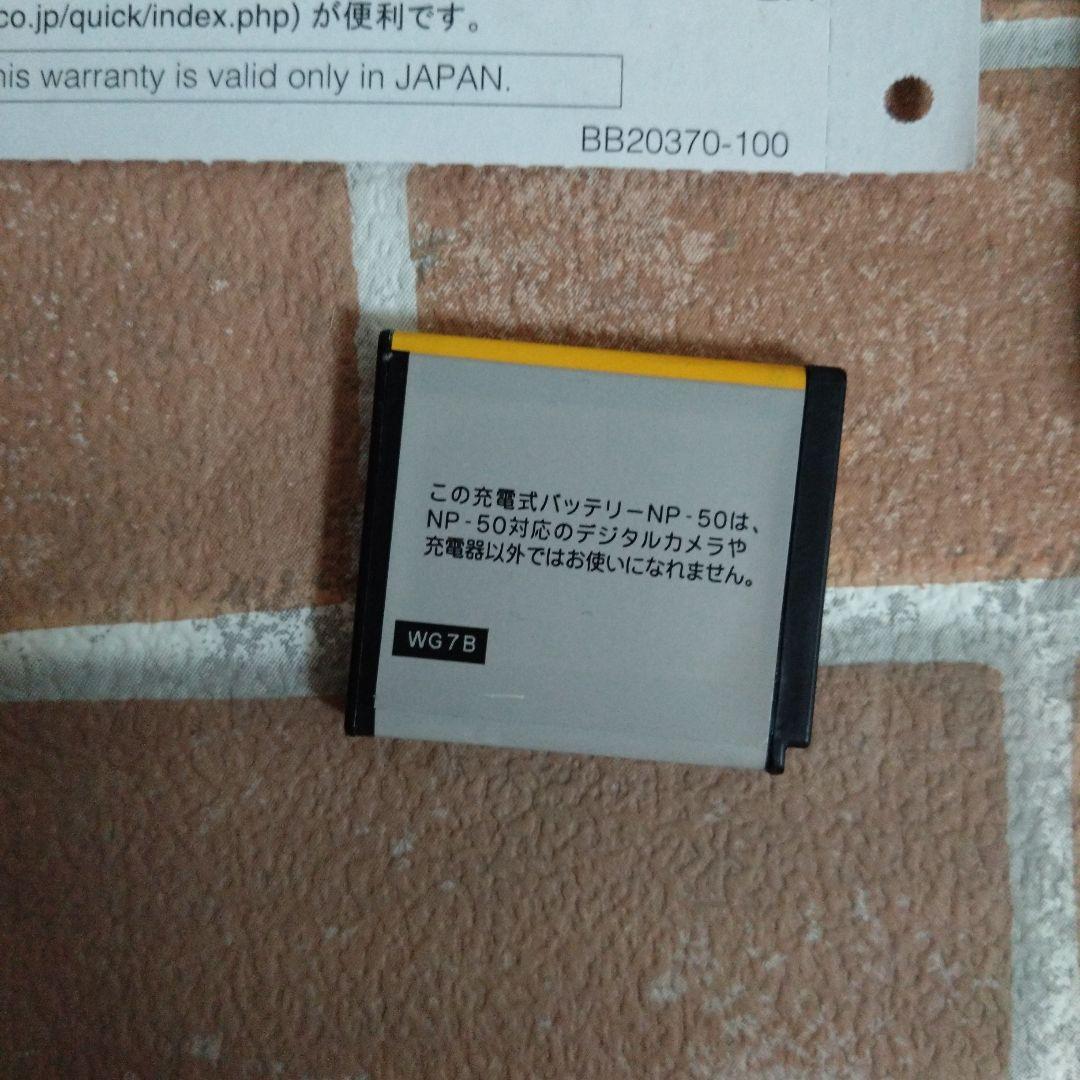 co.jp/quick/index.php) が便利です。
his warranty is valid only in JAPAN.
BB20370-100
この充電式バッテリーNP-50は、
NP-50対応のデジタルカメラや
充電器以外ではお使いになれません。
WG7B